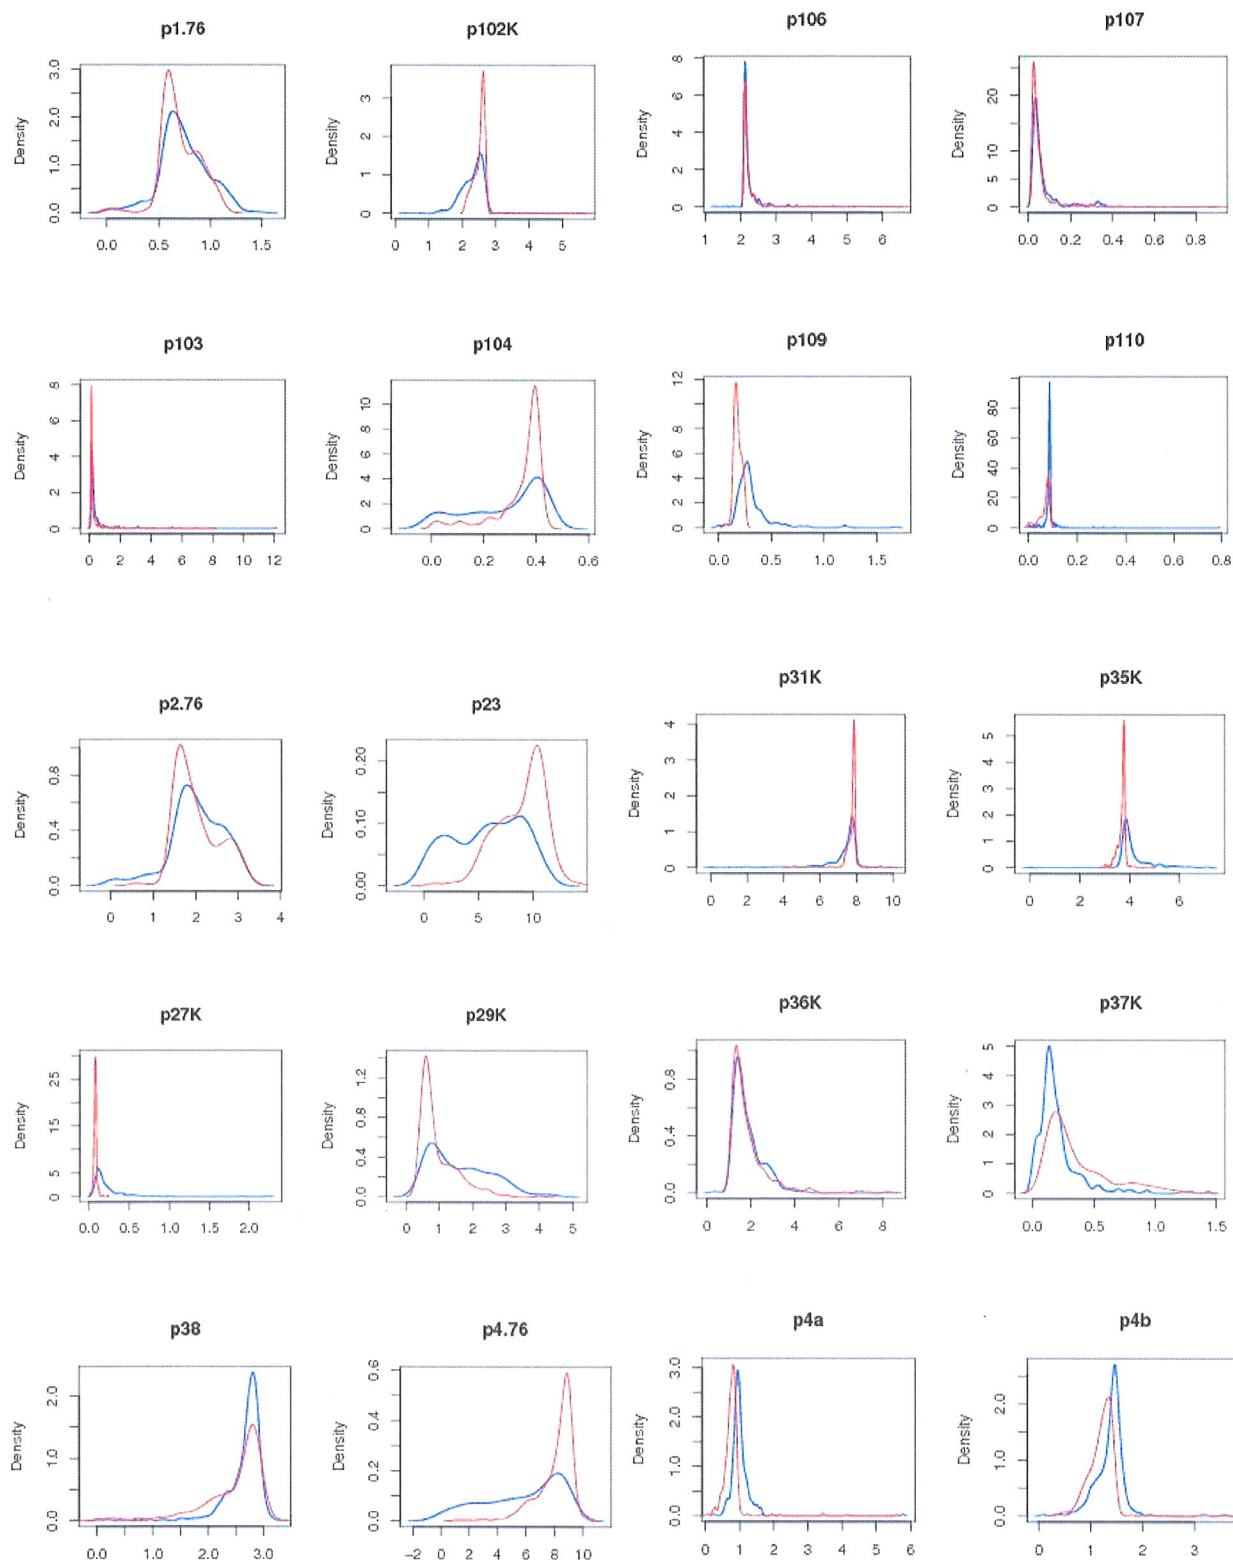 p1.76
Density
0.0 1.0 2.0 3.0
0.0 0.5 1.0 1.5
p102K
Density
0 1 2 3
0 1 2 3 4 5
p106
Density
0 2 4 6 8
1 2 3 4 5 6
p107
Density
0 5 10 20
0.0 0.2 0.4 0.6 0.8
p103
Density
0 2 4 6 8
0 2 4 6 8 10 12
p104
Density
0 2 4 6 8 10
0.0 0.2 0.4 0.6
p109
Density
0 2 4 6 8 12
0.0 0.5 1.0 1.5
p110
Density
0 20 40 60 80
0.0 0.2 0.4 0.6 0.8
p2.76
Density
0.0 0.4 0.8
0 1 2 3 4
p23
Density
0.00 0.10 0.20
0 5 10
p31K
Density
0 1 2 3 4
0 2 4 6 8 10
p35K
Density
0 1 2 3 4 5
0 2 4 6
p27K
Density
0 5 15 25
0.0 0.5 1.0 1.5 2.0
p29K
Density
0.0 0.4 0.8 1.2
0 1 2 3 4 5
p36K
Density
0.0 0.4 0.8
0 2 4 6 8
p37K
Density
0 1 2 3 4 5
0.0 0.5 1.0 1.5
p38
Density
0.0 1.0 2.0
0.0 1.0 2.0 3.0
p4.76
Density
0.0 0.2 0.4 0.6
-2 0 2 4 6 8 10
p4a
Density
0.0 1.0 2.0 3.0
0 1 2 3 4 5 6
p4b
Density
0.0 1.0 2.0
0 1 2 3